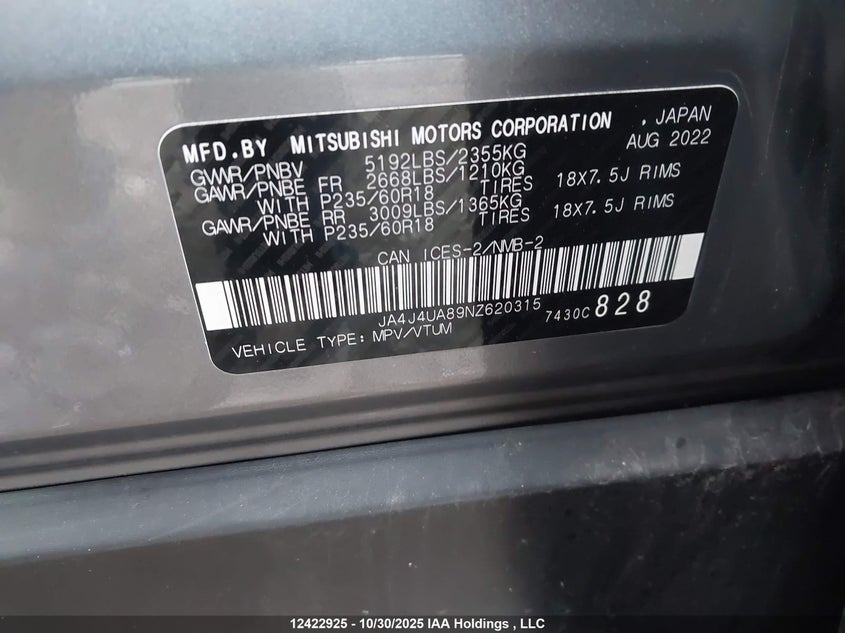 MFD.BY MITSUBISHI MOTORS CORPORATION , JAPAN
AUG 2022
GVWR/PNBV 5192LBS/2355KG
GAWR/PNBE FR 2668LBS/1210KG
WITH P235/60R18 TIRES 18X7.5J RIMS
GAWR/PNBE RR 3009LBS/1365KG
WITH P235/60R18 TIRES 18X7.5J RIMS
CAN ICES-2/NMB-2
JA4J4UA89NZ620315 7430C 828
VEHICLE TYPE: MPV/VTUM
12422925 - 10/30/2025 IAA Holdings , LLC